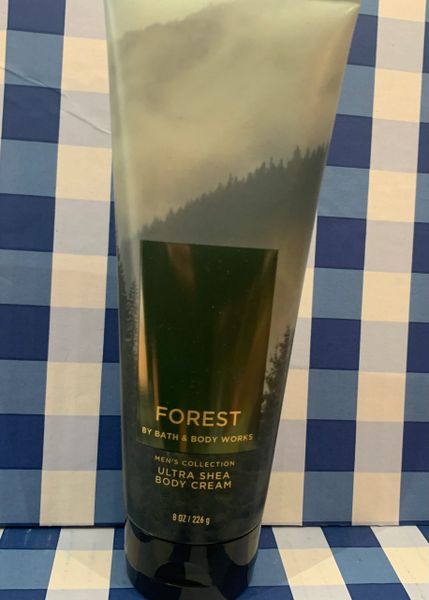 FOREST
BY BATH & BODY WORKS
MEN'S COLLECTION
ULTRA SHEA
BODY CREAM
8 OZ / 226 g